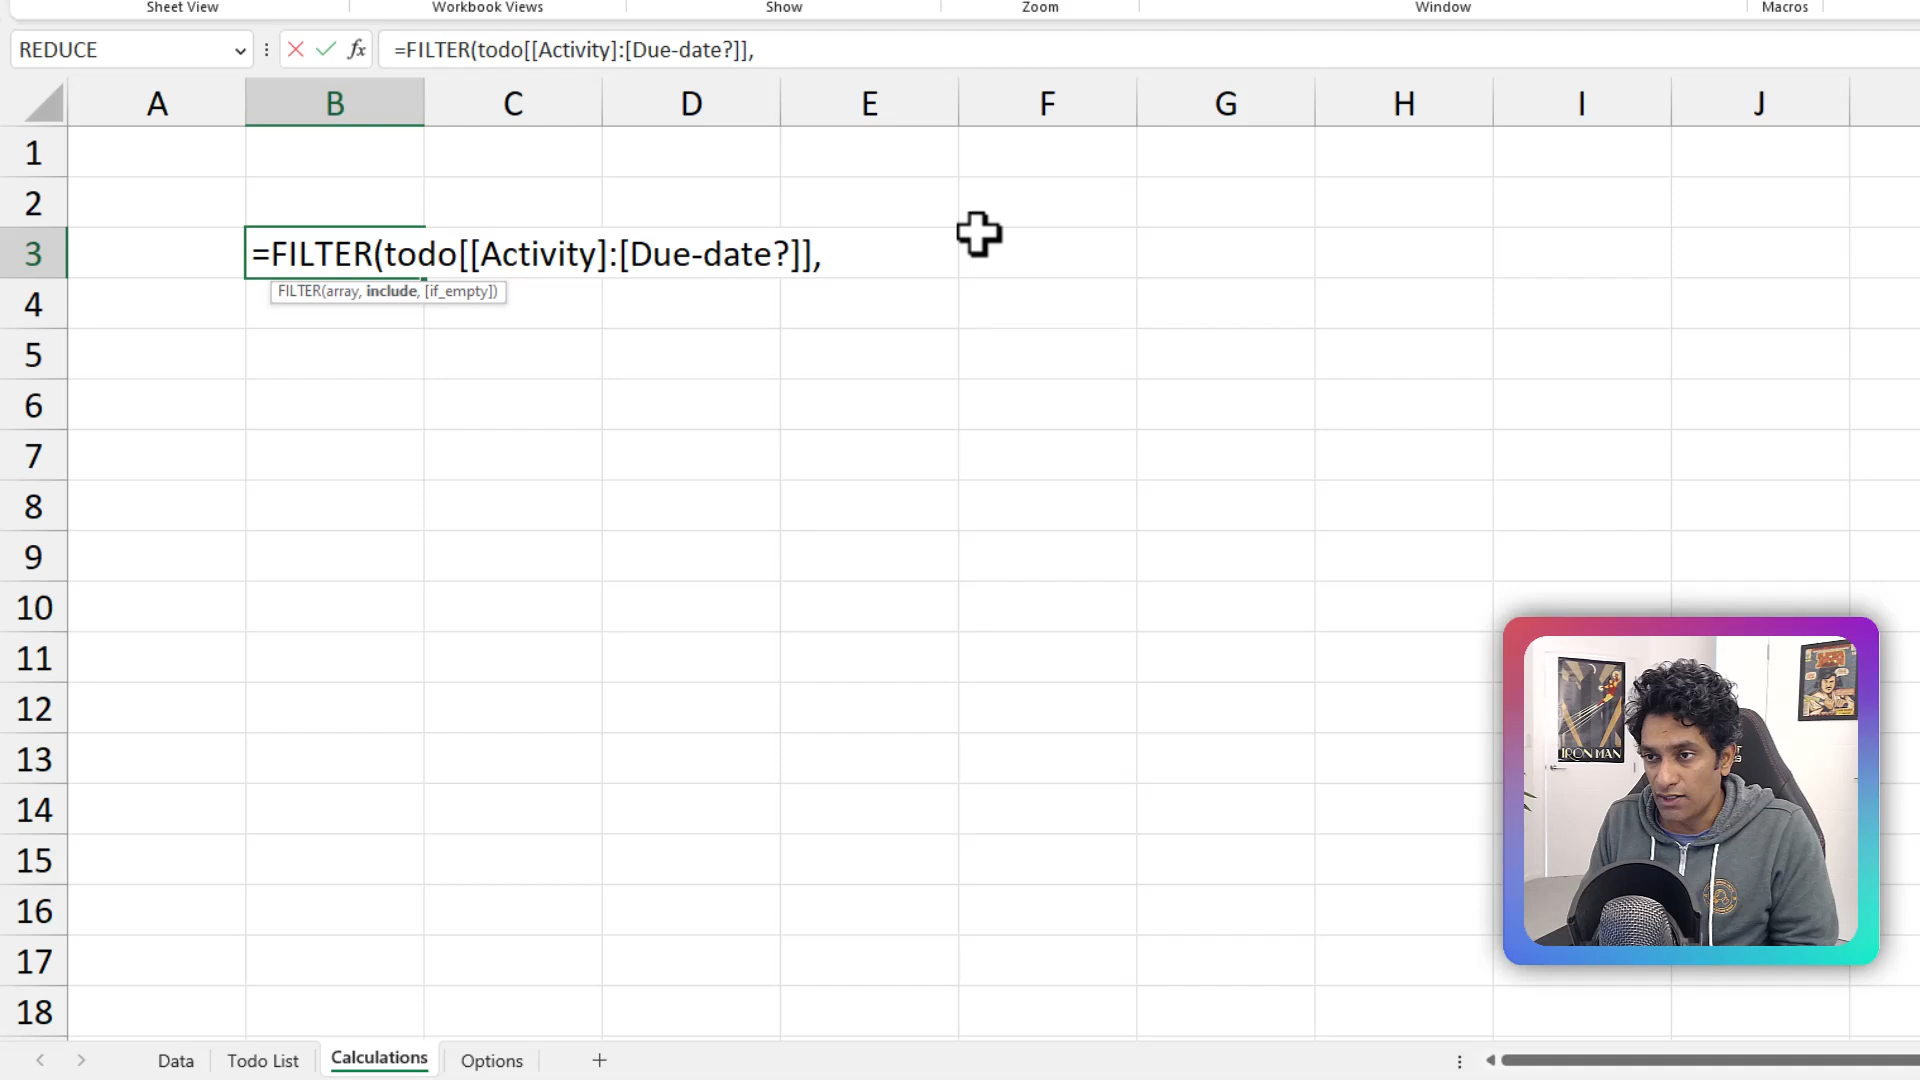 Sheet View Workbook Views Show Zoom Window Macros
REDUCE =FILTER(todo[[Activity]:[Due-date?]],
A B C D E F G H I J
1
2
3 =FILTER(todo[[Activity]:[Due-date?]],
FILTER(array, include, [if_empty])
4
5
6
7
8
9
10
11
12
13
14
15
16
17
18
IRON MAN
Data Todo List Calculations Options